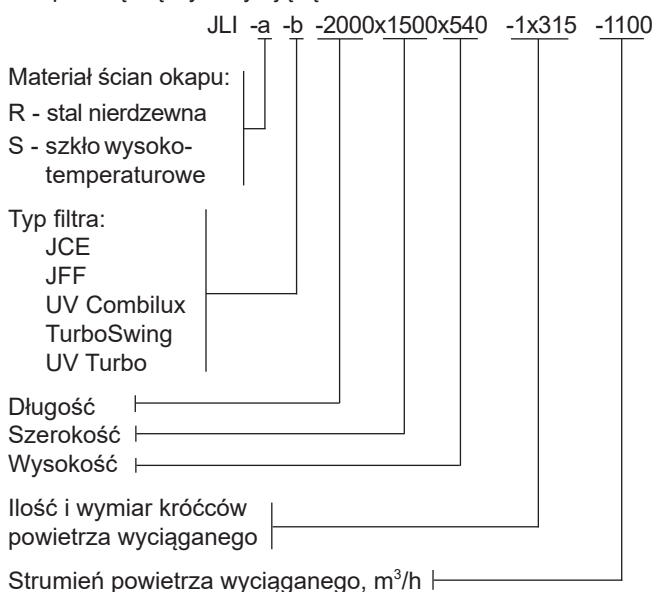 JLI -a -b -2000x1500x540 -1x315 -1100
Materiał ścian okapu:
R - stal nierdzewna
S - szkło wysoko-
temperaturowe
Typ filtra:
JCE
JFF
UV Combilux
TurboSwing
UV Turbo
Długość
Szerokość
Wysokość
Ilość i wymiar króćców
powietrza wyciąganego
Strumień powietrza wyciąganego, m³/h